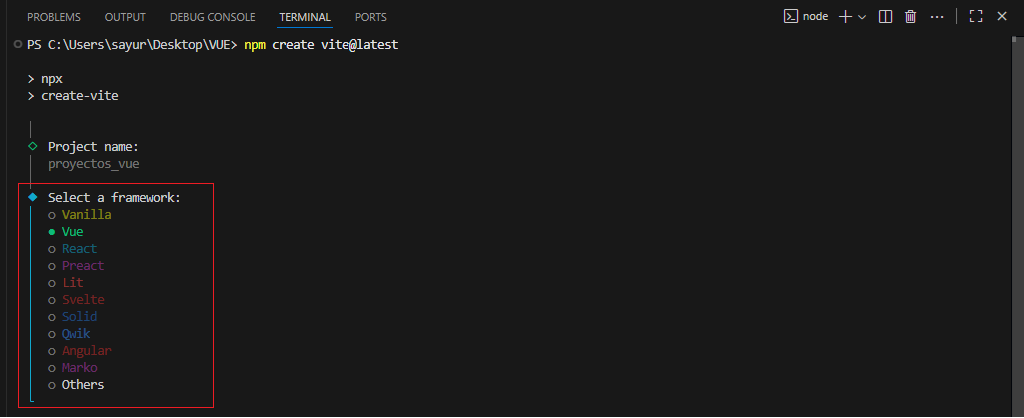 PROBLEMS OUTPUT DEBUG CONSOLE TERMINAL PORTS node
PS C:\Users\sayur\Desktop\VUE> npm create vite@latest
> npx
> create-vite
Project name:
proyectos_vue
Select a framework:
Vanilla
Vue
React
Preact
Lit
Svelte
Solid
Qwik
Angular
Marko
Others